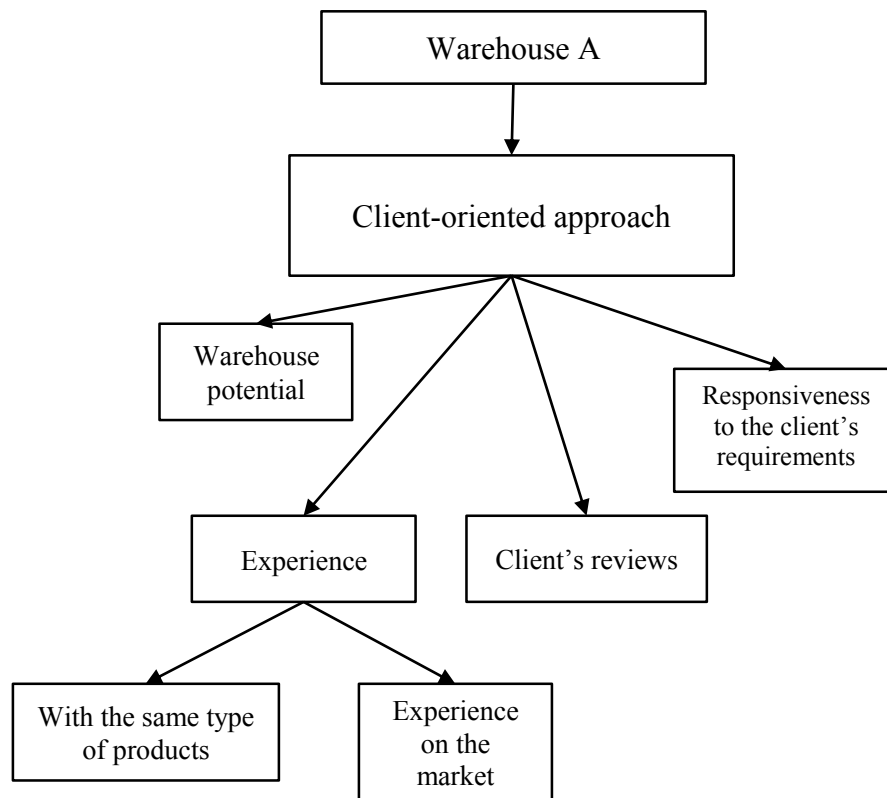 Warehouse A
Client-oriented approach
Warehouse
potential
Responsiveness
to the client’s
requirements
Experience
Client’s reviews
With the same type
of products
Experience
on the
market